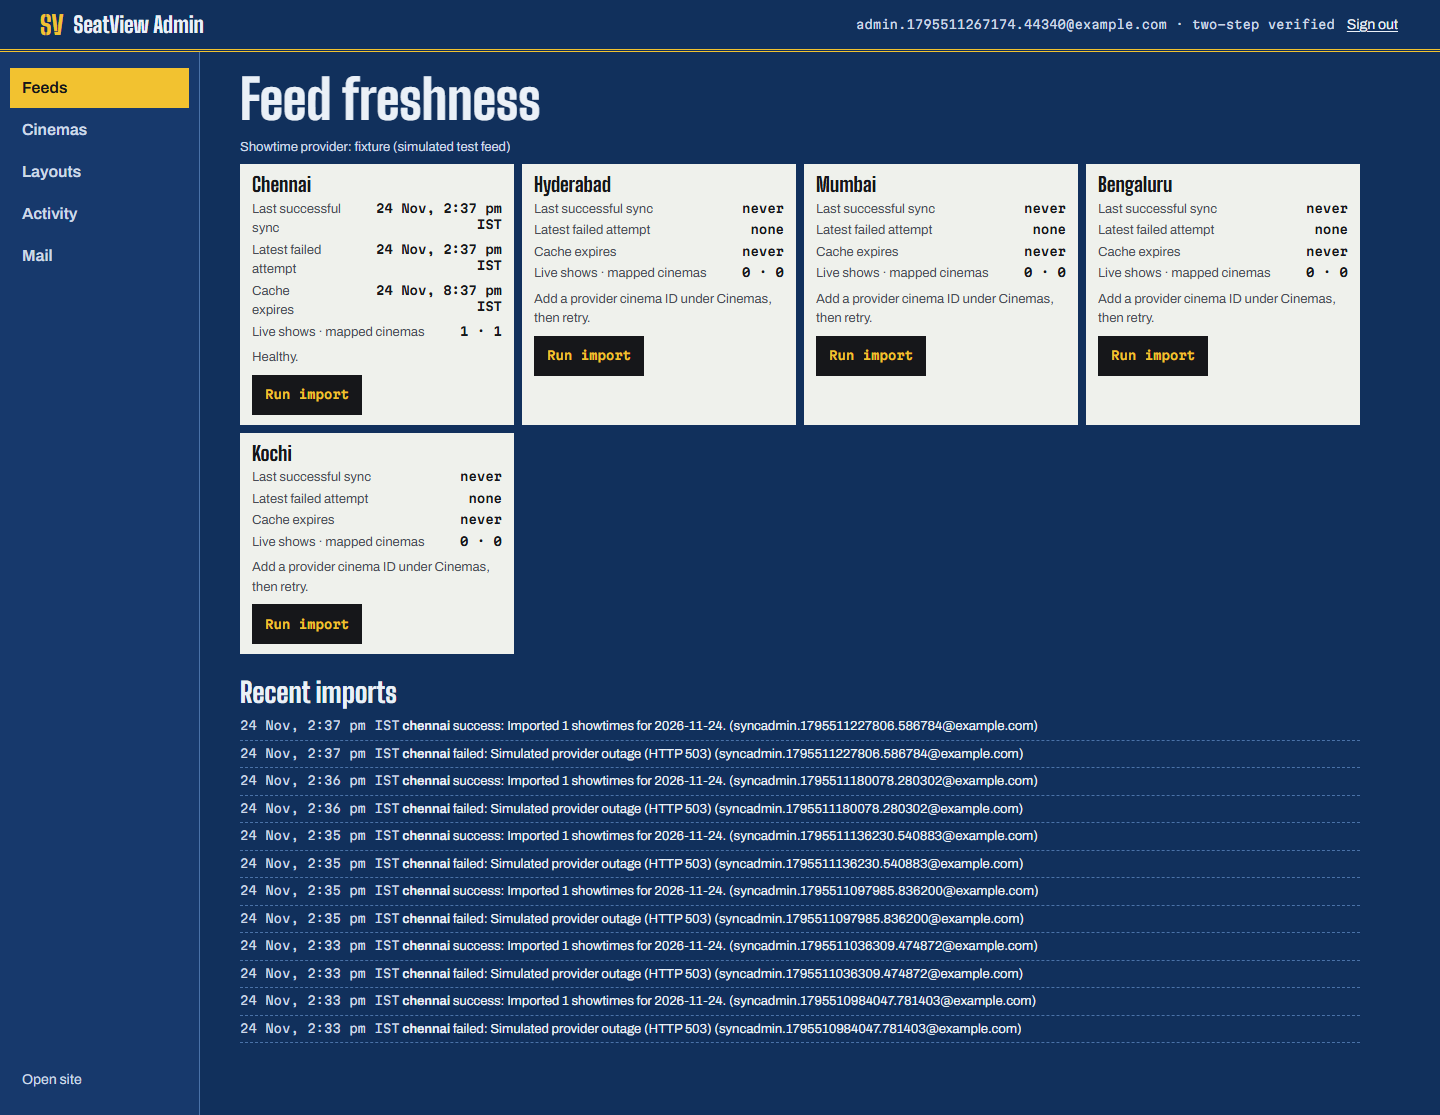 SV SeatView Admin
admin.1795511267174.44340@example.com · two-step verified Sign out
Feeds
Cinemas
Layouts
Activity
Mail
Open site
Feed freshness
Showtime provider: fixture (simulated test feed)
Chennai
Last successful sync 24 Nov, 2:37 pm IST
Latest failed attempt 24 Nov, 2:37 pm IST
Cache expires 24 Nov, 8:37 pm IST
Live shows · mapped cinemas 1 · 1
Healthy.
Run import
Hyderabad
Last successful sync never
Latest failed attempt none
Cache expires never
Live shows · mapped cinemas 0 · 0
Add a provider cinema ID under Cinemas,
then retry.
Run import
Mumbai
Last successful sync never
Latest failed attempt none
Cache expires never
Live shows · mapped cinemas 0 · 0
Add a provider cinema ID under Cinemas,
then retry.
Run import
Bengaluru
Last successful sync never
Latest failed attempt none
Cache expires never
Live shows · mapped cinemas 0 · 0
Add a provider cinema ID under Cinemas,
then retry.
Run import
Kochi
Last successful sync never
Latest failed attempt none
Cache expires never
Live shows · mapped cinemas 0 · 0
Add a provider cinema ID under Cinemas,
then retry.
Run import
Recent imports
24 Nov, 2:37 pm IST chennai success: Imported 1 showtimes for 2026-11-24. (syncadmin.1795511227806.586784@example.com)
24 Nov, 2:37 pm IST chennai failed: Simulated provider outage (HTTP 503) (syncadmin.1795511227806.586784@example.com)
24 Nov, 2:36 pm IST chennai success: Imported 1 showtimes for 2026-11-24. (syncadmin.1795511180078.280302@example.com)
24 Nov, 2:36 pm IST chennai failed: Simulated provider outage (HTTP 503) (syncadmin.1795511180078.280302@example.com)
24 Nov, 2:35 pm IST chennai success: Imported 1 showtimes for 2026-11-24. (syncadmin.1795511136230.540883@example.com)
24 Nov, 2:35 pm IST chennai failed: Simulated provider outage (HTTP 503) (syncadmin.1795511136230.540883@example.com)
24 Nov, 2:35 pm IST chennai success: Imported 1 showtimes for 2026-11-24. (syncadmin.1795511097985.836200@example.com)
24 Nov, 2:35 pm IST chennai failed: Simulated provider outage (HTTP 503) (syncadmin.1795511097985.836200@example.com)
24 Nov, 2:33 pm IST chennai success: Imported 1 showtimes for 2026-11-24. (syncadmin.1795511036309.474872@example.com)
24 Nov, 2:33 pm IST chennai failed: Simulated provider outage (HTTP 503) (syncadmin.1795511036309.474872@example.com)
24 Nov, 2:33 pm IST chennai success: Imported 1 showtimes for 2026-11-24. (syncadmin.1795510984047.781403@example.com)
24 Nov, 2:33 pm IST chennai failed: Simulated provider outage (HTTP 503) (syncadmin.1795510984047.781403@example.com)